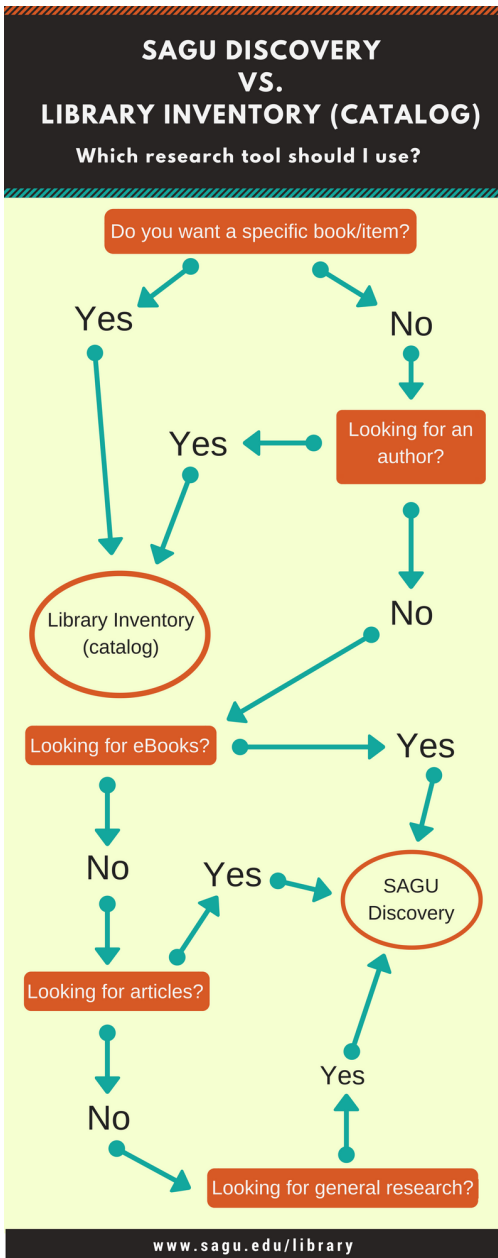 SAGU DISCOVERY
VS.
LIBRARY INVENTORY (CATALOG)
Which research tool should I use?
Do you want a specific book/item?
Yes
No
Looking for an
author?
Yes
No
Library Inventory
(catalog)
Looking for eBooks?
Yes
No
Yes
SAGU
Discovery
Looking for articles?
Yes
No
Looking for general research?
www.sagu.edu/library